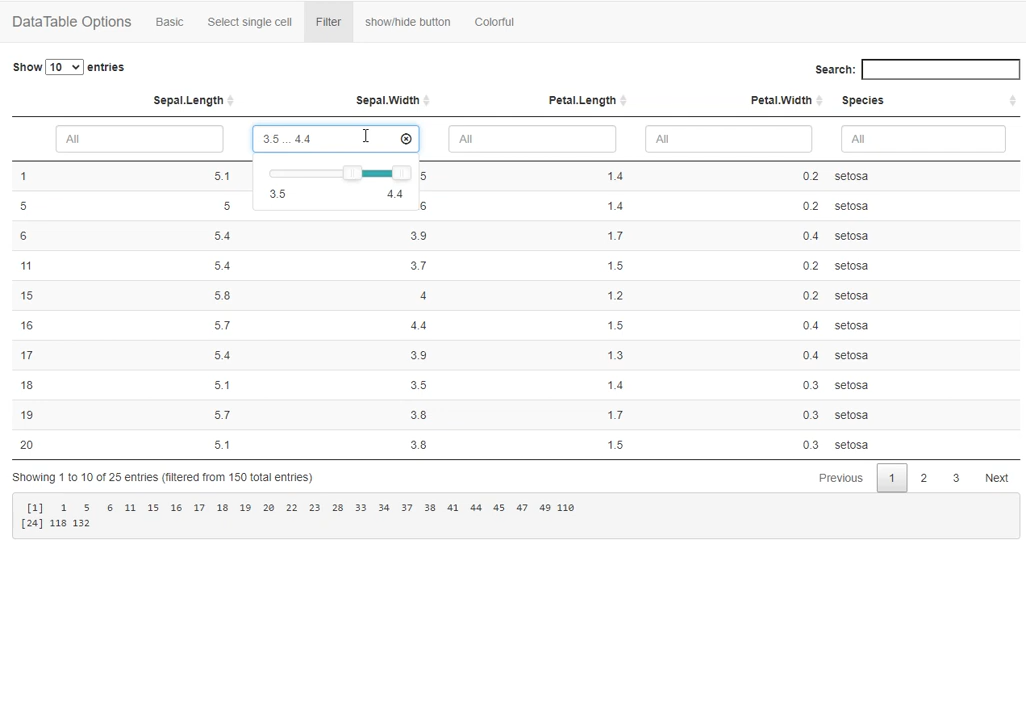 DataTable Options Basic Select single cell Filter show/hide button Colorful
Show 10 entries Search:
Sepal.Length Sepal.Width Petal.Length Petal.Width Species
All 3.5 ... 4.4 All All All
3.5 4.4
1 5.1 5 1.4 0.2 setosa
5 5 6 1.4 0.2 setosa
6 5.4 3.9 1.7 0.4 setosa
11 5.4 3.7 1.5 0.2 setosa
15 5.8 4 1.2 0.2 setosa
16 5.7 4.4 1.5 0.4 setosa
17 5.4 3.9 1.3 0.4 setosa
18 5.1 3.5 1.4 0.3 setosa
19 5.7 3.8 1.7 0.3 setosa
20 5.1 3.8 1.5 0.3 setosa
Showing 1 to 10 of 25 entries (filtered from 150 total entries) Previous 1 2 3 Next
[1] 1 5 6 11 15 16 17 18 19 20 22 23 28 33 34 37 38 41 44 45 47 49 110
[24] 118 132